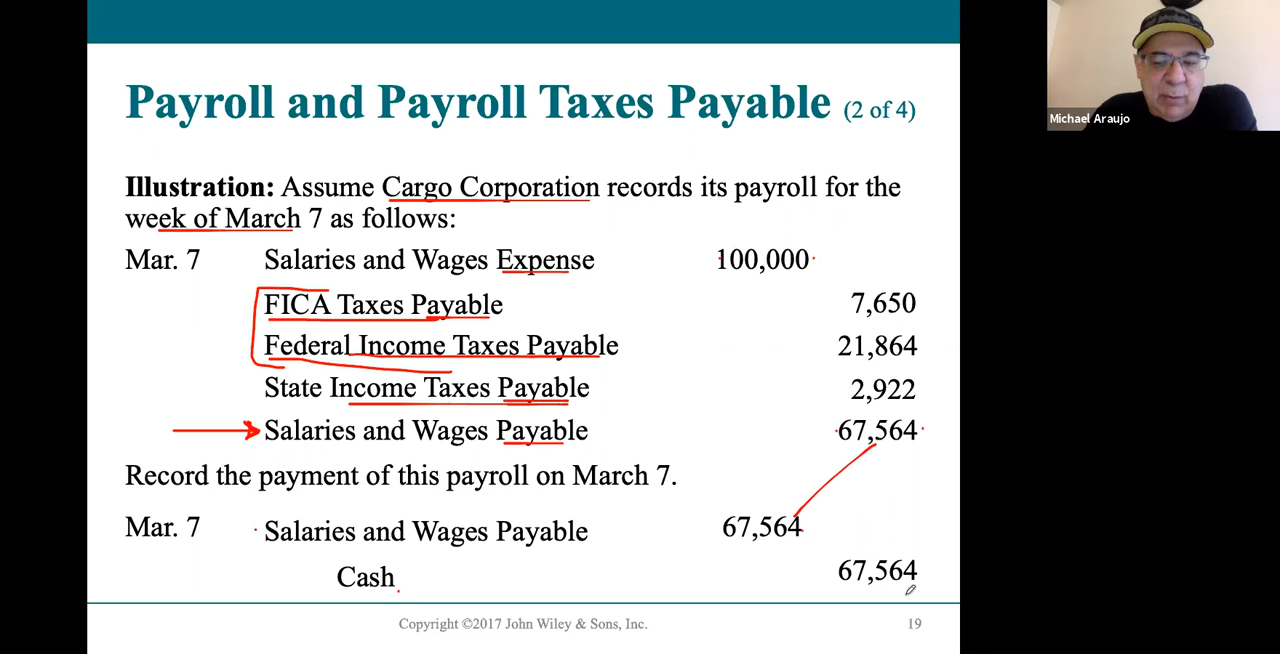 Payroll and Payroll Taxes Payable (2 of 4)
Michael Araujo
Illustration: Assume Cargo Corporation records its payroll for the
week of March 7 as follows:
Mar. 7 Salaries and Wages Expense 100,000
FICA Taxes Payable 7,650
Federal Income Taxes Payable 21,864
State Income Taxes Payable 2,922
Salaries and Wages Payable 67,564
Record the payment of this payroll on March 7.
Mar. 7 Salaries and Wages Payable 67,564
Cash 67,564
Copyright ©2017 John Wiley & Sons, Inc. 19